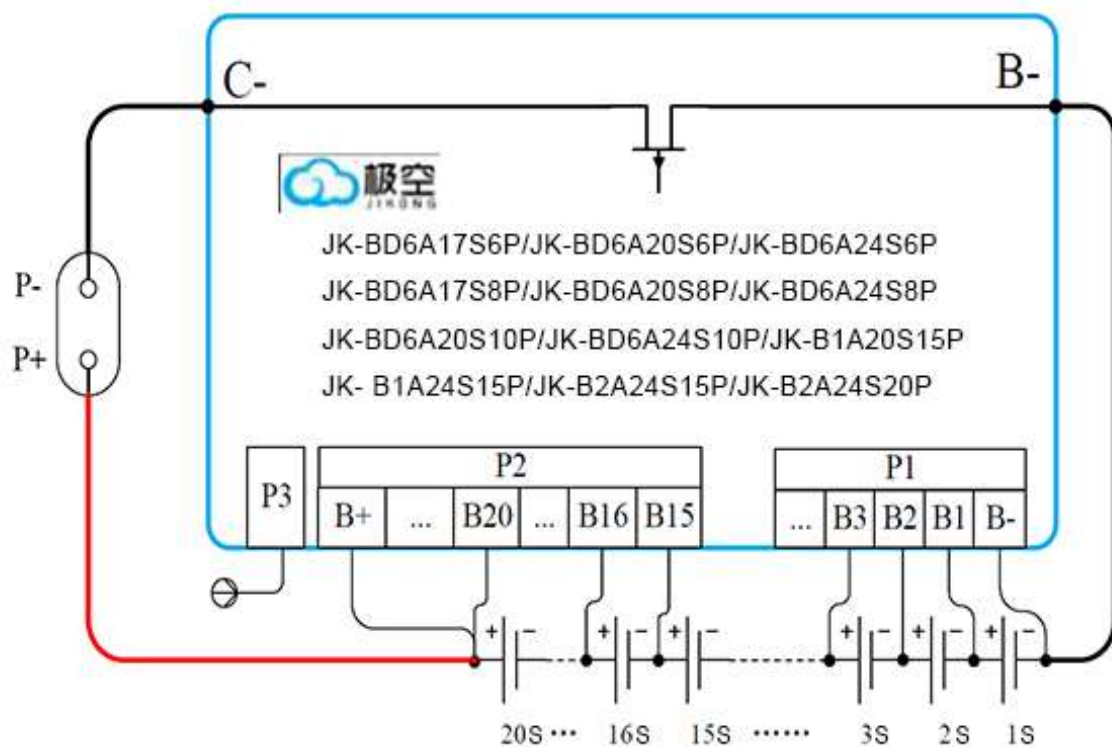 C- B-
极空
JIKONG
JK-BD6A17S6P/JK-BD6A20S6P/JK-BD6A24S6P
JK-BD6A17S8P/JK-BD6A20S8P/JK-BD6A24S8P
JK-BD6A20S10P/JK-BD6A24S10P/JK-B1A20S15P
JK- B1A24S15P/JK-B2A24S15P/JK-B2A24S20P
P-
P+
P3
P2
B+ ... B20 ... B16 B15
P1
... B3 B2 B1 B-
+ − + − + − + − + − + −
20S ... 16S 15S ...... 3S 2S 1S